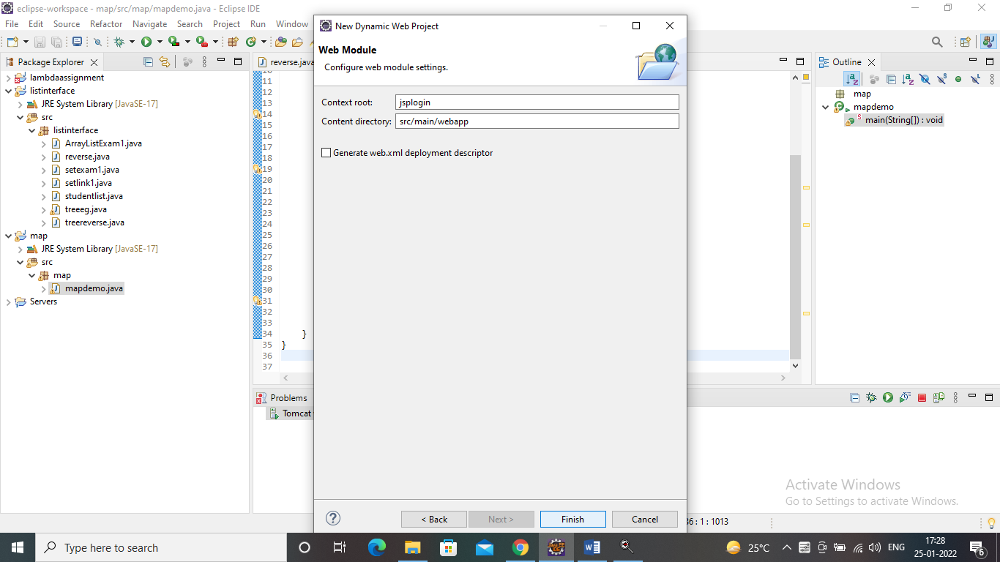 eclipse-workspace - map/src/map/mapdemo.java - Eclipse IDE
File Edit Source Refactor Navigate Search Project Run Window
Package Explorer
lambdaassignment
listinterface
JRE System Library [JavaSE-17]
src
listinterface
ArrayListExam1.java
reverse.java
setexam1.java
setlink1.java
studentlist.java
treeeg.java
treereverse.java
map
JRE System Library [JavaSE-17]
src
map
mapdemo.java
Servers
reverse.java
11
12
13
14
15
16
17
18
19
20
21
22
23
24
25
26
27
28
29
30
31
32
33
34 }
35 }
36
37
Problems
Tomcat
New Dynamic Web Project
Web Module
Configure web module settings.
Context root: jsplogin
Content directory: src/main/webapp
Generate web.xml deployment descriptor
? < Back Next > Finish Cancel
Outline
map
mapdemo
main(String[]) : void
Activate Windows
Go to Settings to activate Windows.
36 : 1 : 1013
Type here to search
25°C ENG 17:28
25-01-2022
6